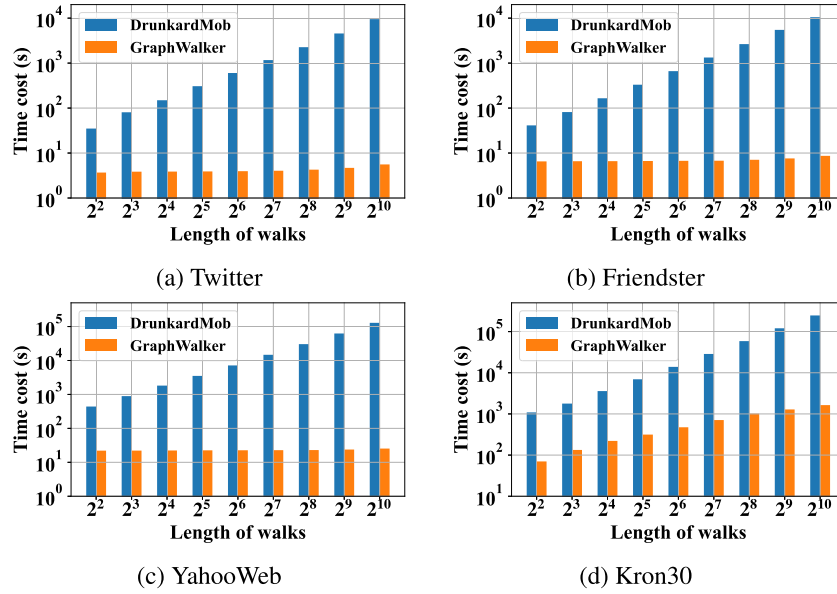 DrunkardMob
GraphWalker
Time cost (s)
10^4
10^3
10^2
10^1
10^0
2^2 2^3 2^4 2^5 2^6 2^7 2^8 2^9 2^10
Length of walks
(a) Twitter
DrunkardMob
GraphWalker
Time cost (s)
10^4
10^3
10^2
10^1
10^0
2^2 2^3 2^4 2^5 2^6 2^7 2^8 2^9 2^10
Length of walks
(b) Friendster
DrunkardMob
GraphWalker
Time cost (s)
10^5
10^4
10^3
10^2
10^1
10^0
2^2 2^3 2^4 2^5 2^6 2^7 2^8 2^9 2^10
Length of walks
(c) YahooWeb
DrunkardMob
GraphWalker
Time cost (s)
10^5
10^4
10^3
10^2
10^1
2^2 2^3 2^4 2^5 2^6 2^7 2^8 2^9 2^10
Length of walks
(d) Kron30